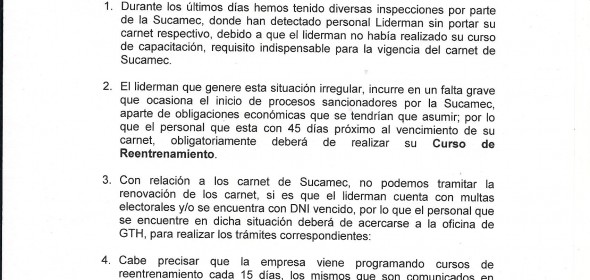 1. Durante los últimos días hemos tenido diversas inspecciones por parte
de la Sucamec, donde han detectado personal Liderman sin portar su
carnet respectivo, debido a que el liderman no había realizado su curso
de capacitación, requisito indispensable para la vigencia del carnet de
Sucamec.
2. El liderman que genere esta situación irregular, incurre en un falta grave
que ocasiona el inicio de procesos sancionadores por la Sucamec,
aparte de obligaciones económicas que se tendrían que asumir; por lo
que el personal que esta con 45 días próximo al vencimiento de su
carnet, obligatoriamente deberá de realizar su Curso de
Reentrenamiento.
3. Con relación a los carnet de Sucamec, no podemos tramitar la
renovación de los carnet, si es que el liderman cuenta con multas
electorales y/o se encuentra con DNI vencido, por lo que el personal que
se encuentre en dicha situación deberá de acercarse a la oficina de
GTH, para realizar los trámites correspondientes:
4. Cabe precisar que la empresa viene programando cursos de
reentrenamiento cada 15 días, los mismos que son comunicados en